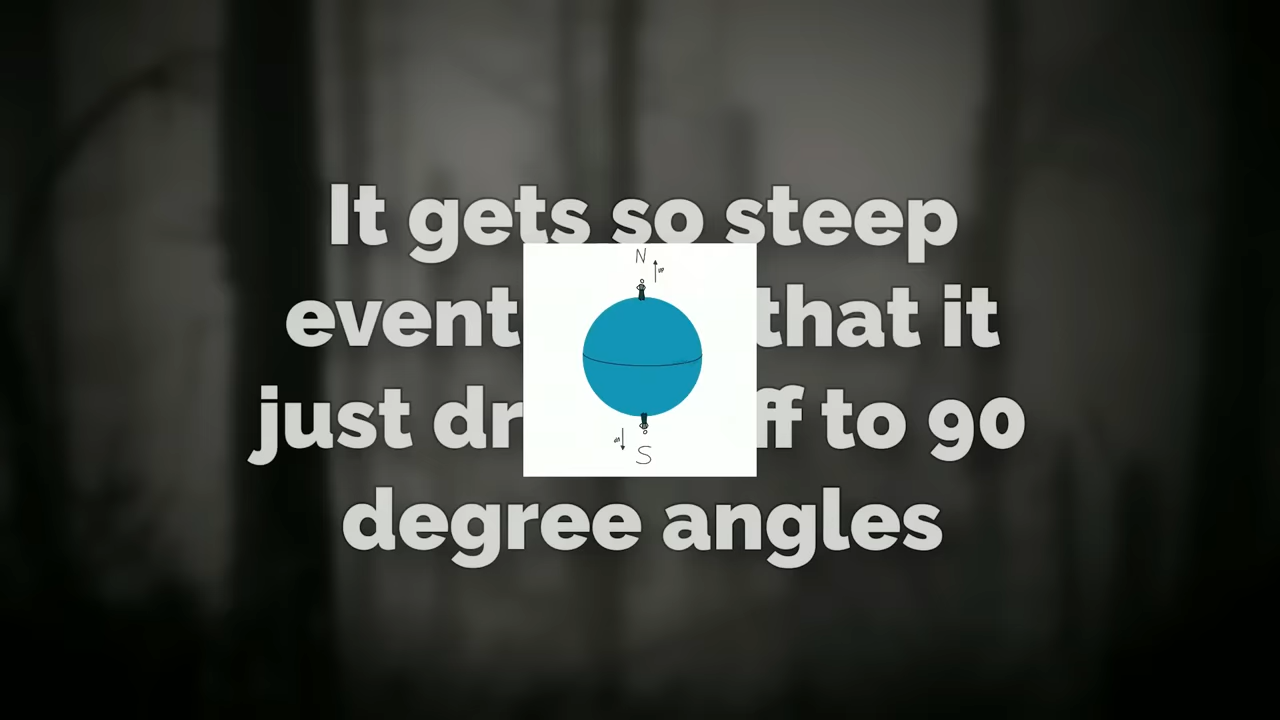 It gets so steep
event that it
just dr ff to 90
degree angles
N
S